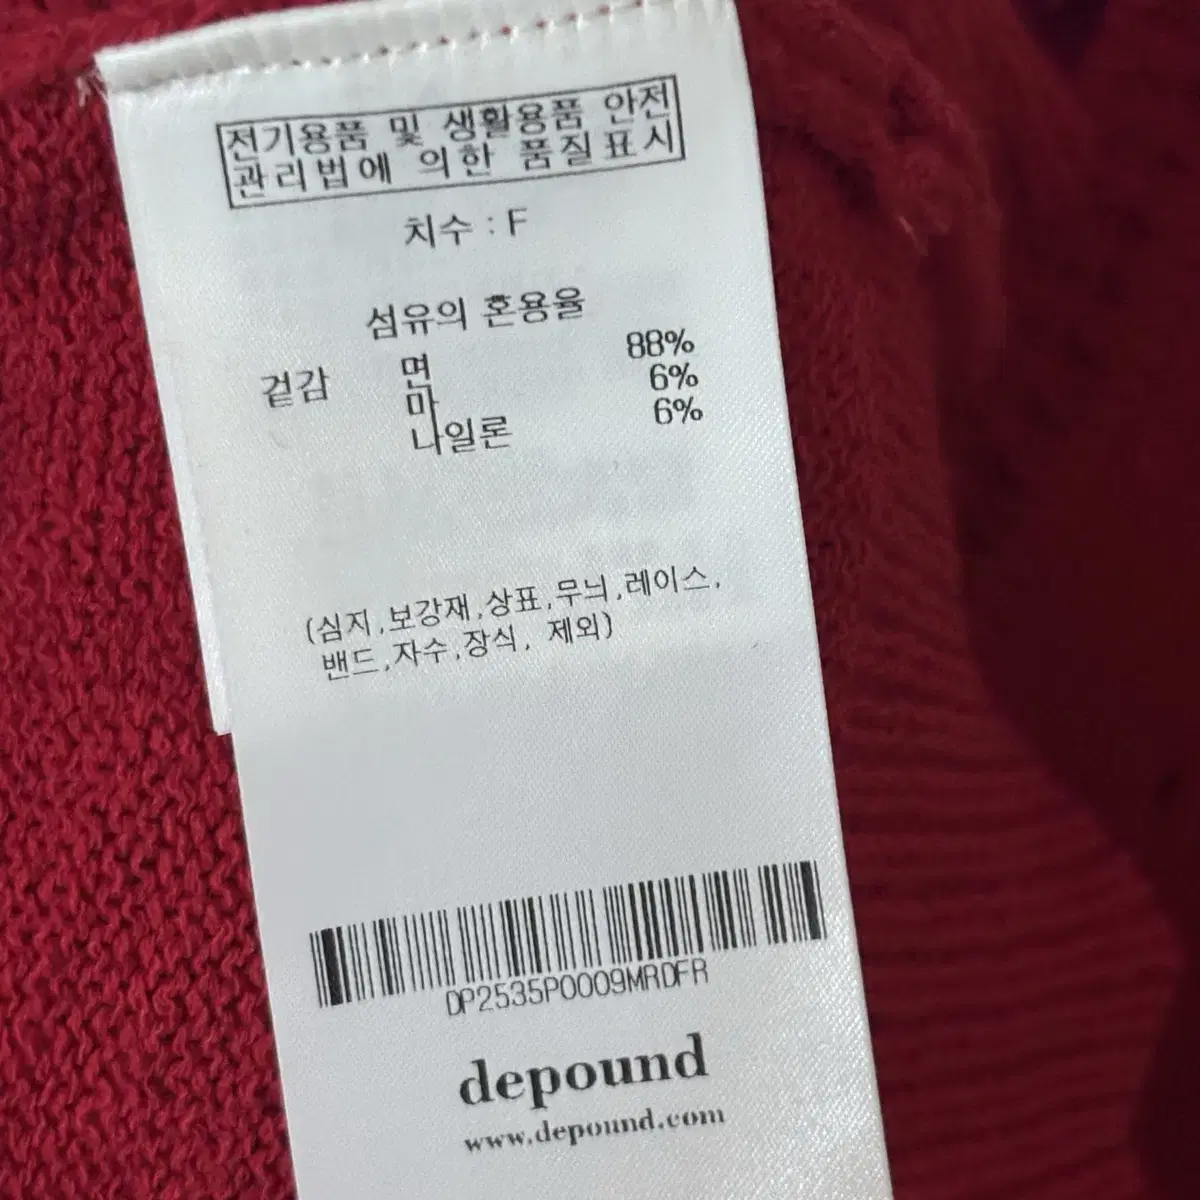 전기용품 및 생활용품 안전
관리법에 의한 품질표시
치수 : F
섬유의 혼용율
겉감 면 88%
마 6%
나일론 6%
(심지,보강재,상표,무늬,레이스,
밴드,자수,장식, 제외)
DP2535P0009MRDFR
depound
www.depound.com